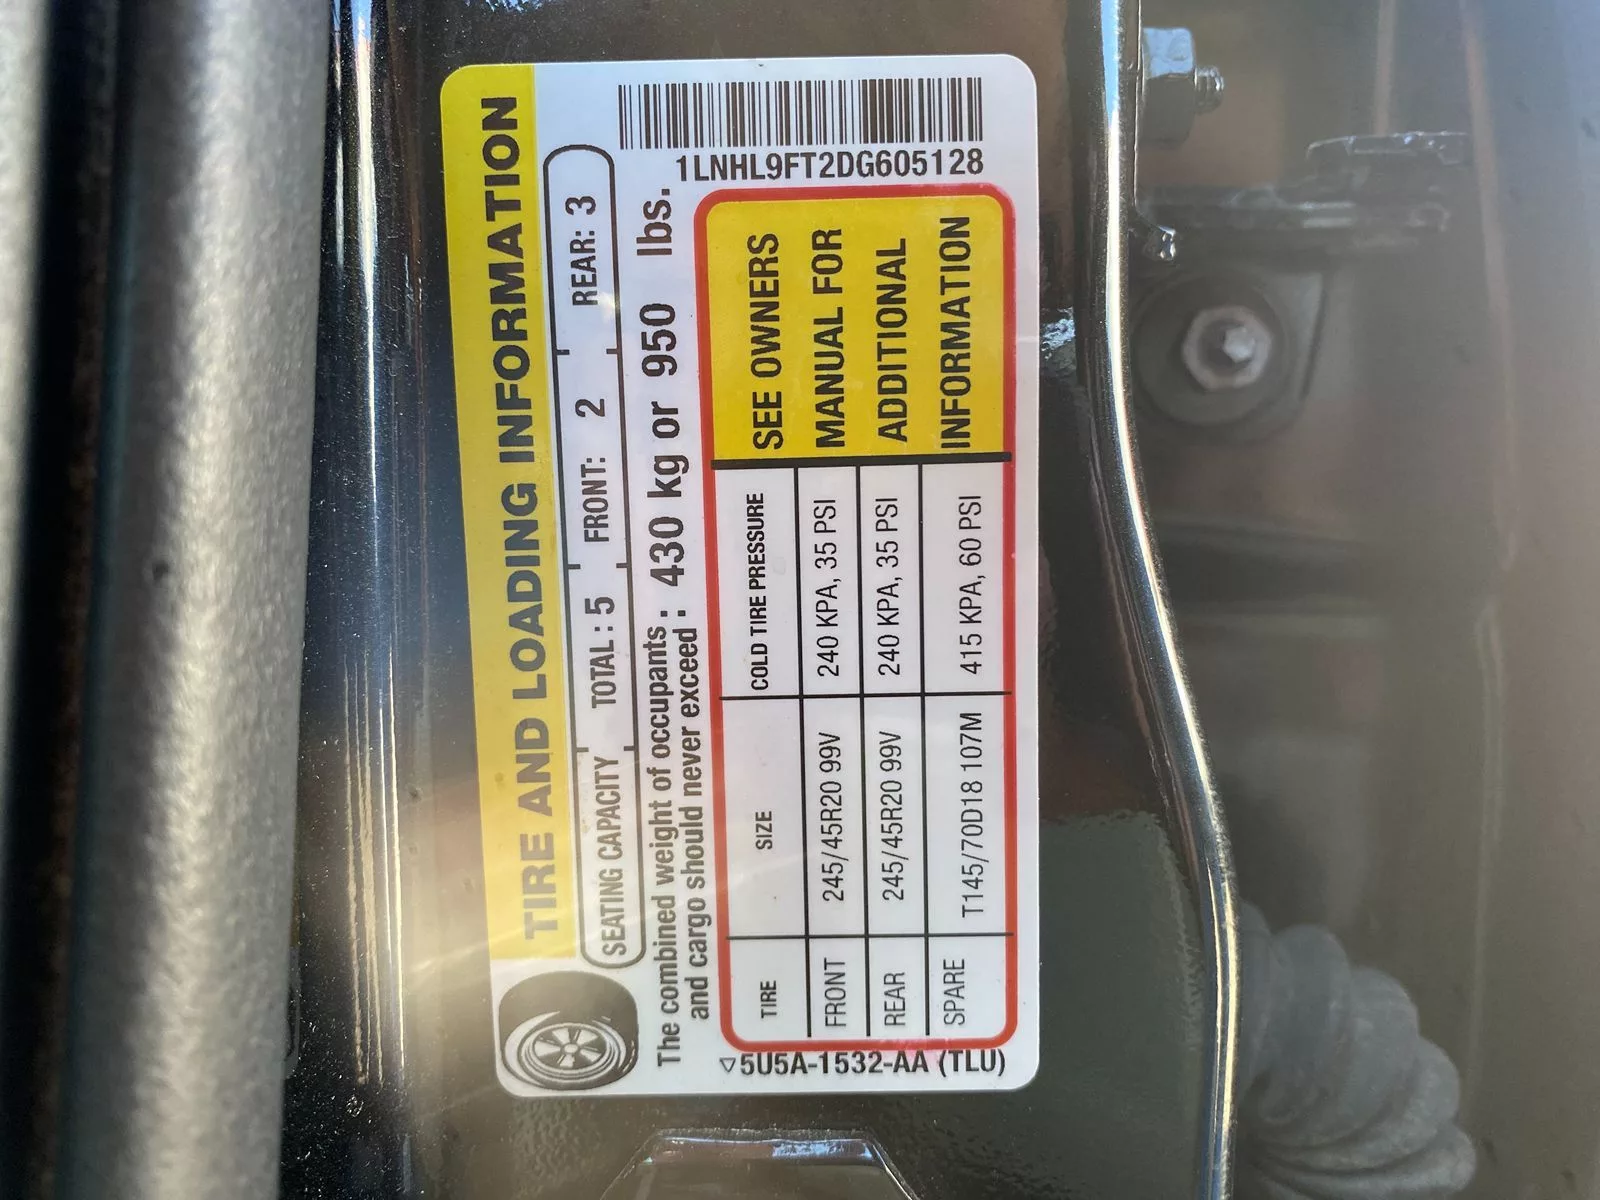 TIRE AND LOADING INFORMATION
SEATING CAPACITY TOTAL : 5 FRONT: 2 REAR: 3
The combined weight of occupants and cargo should never exceed : 430 kg or 950 lbs.
1LNHL9FT2DG605128
TIRE SIZE COLD TIRE PRESSURE
FRONT 245/45R20 99V 240 KPA, 35 PSI
REAR 245/45R20 99V 240 KPA, 35 PSI
SPARE T145/70D18 107M 415 KPA, 60 PSI
SEE OWNERS
MANUAL FOR
ADDITIONAL
INFORMATION
5U5A-1532-AA (TLU)